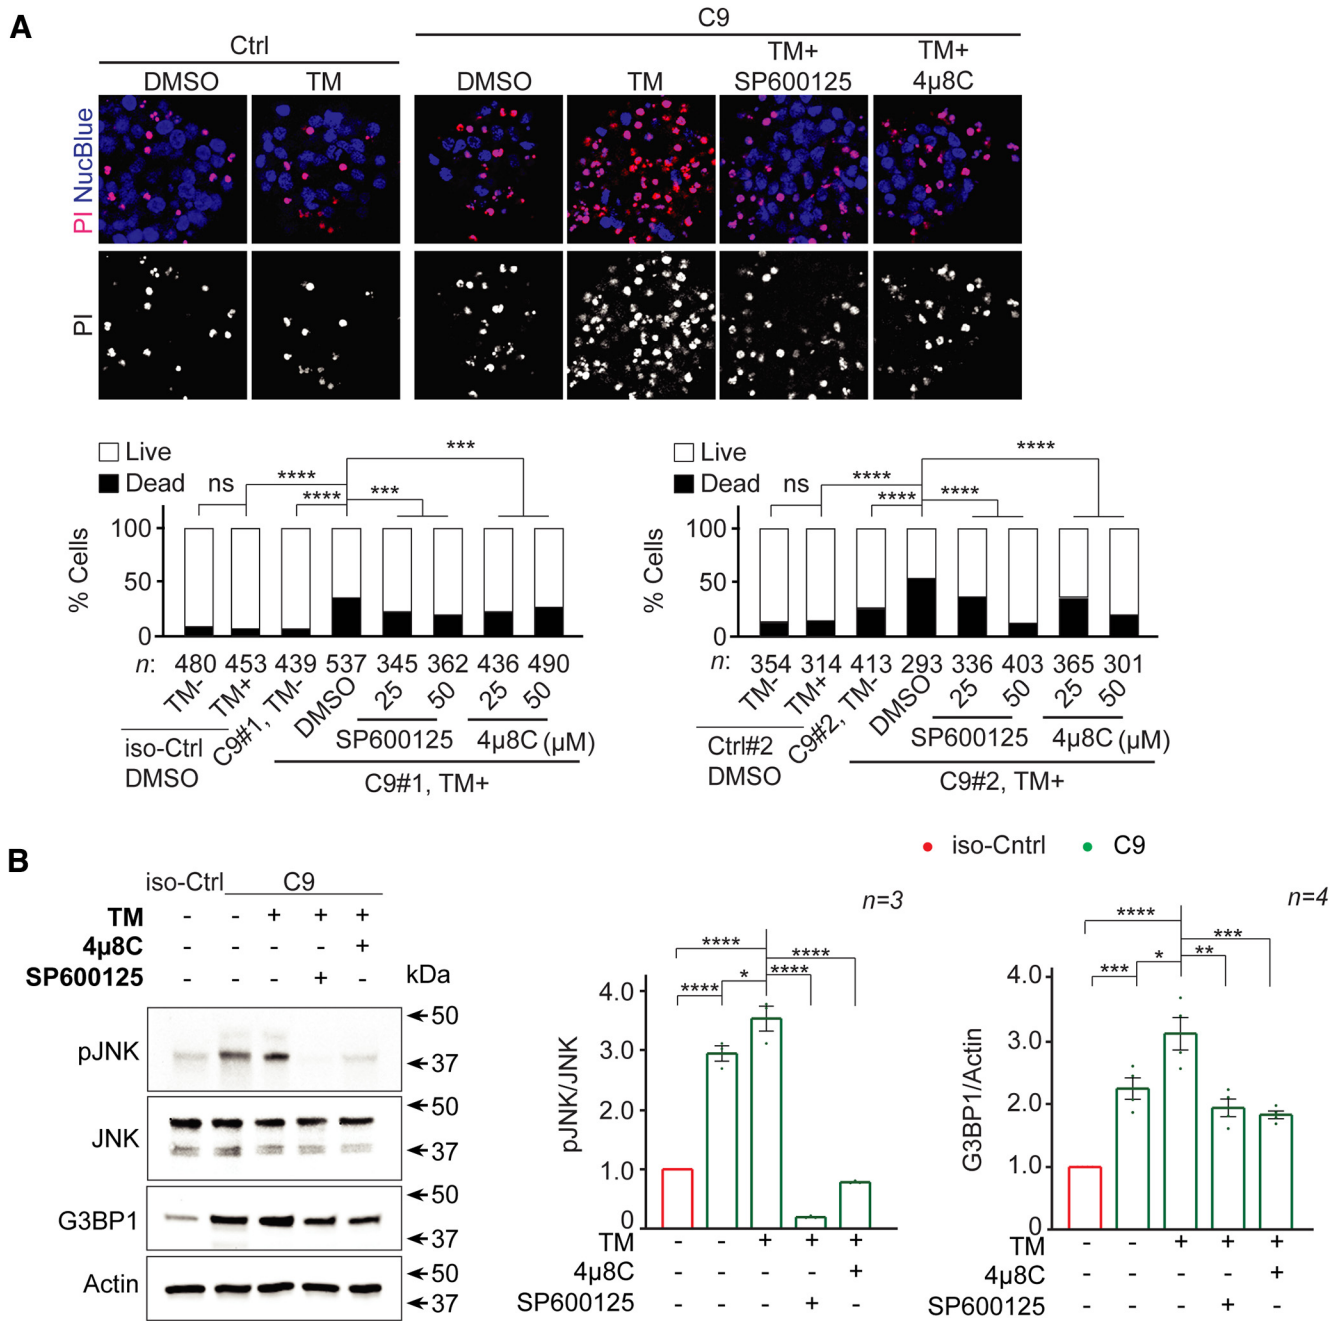 A
Ctrl
C9
DMSO
TM
DMSO
TM
TM+
SP600125
TM+
4µ8C
PI NucBlue
PI
Live
Dead
ns
****
****
***
***
% Cells
100
50
0
n: 480 453 439 537 345 362 436 490
TM-
TM+
C9#1, TM-
DMSO
25
50
25
50
iso-Ctrl
DMSO
SP600125
4µ8C (µM)
C9#1, TM+
Live
Dead
ns
****
****
****
****
% Cells
100
50
0
n: 354 314 413 293 336 403 365 301
TM-
TM+
C9#2, TM-
DMSO
25
50
25
50
Ctrl#2
DMSO
SP600125
4µ8C (µM)
C9#2, TM+
B
iso-Cntrl
C9
iso-Ctrl C9
TM - - + + +
4µ8C - - - - +
SP600125 - - - + -
kDa
pJNK
50
37
JNK
50
37
G3BP1
50
37
Actin
50
37
n=3
****
****
****
*
****
pJNK/JNK
4.0
3.0
2.0
1.0
0
TM - - + + +
4µ8C - - - - +
SP600125 - - - + -
n=4
****
***
**
*
***
G3BP1/Actin
4.0
3.0
2.0
1.0
0
TM - - + + +
4µ8C - - - - +
SP600125 - - - + -